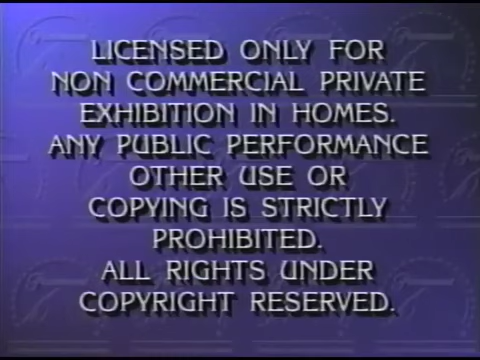 LICENSED ONLY FOR
NON COMMERCIAL PRIVATE
EXHIBITION IN HOMES.
ANY PUBLIC PERFORMANCE
OTHER USE OR
COPYING IS STRICTLY
PROHIBITED.
ALL RIGHTS UNDER
COPYRIGHT RESERVED.